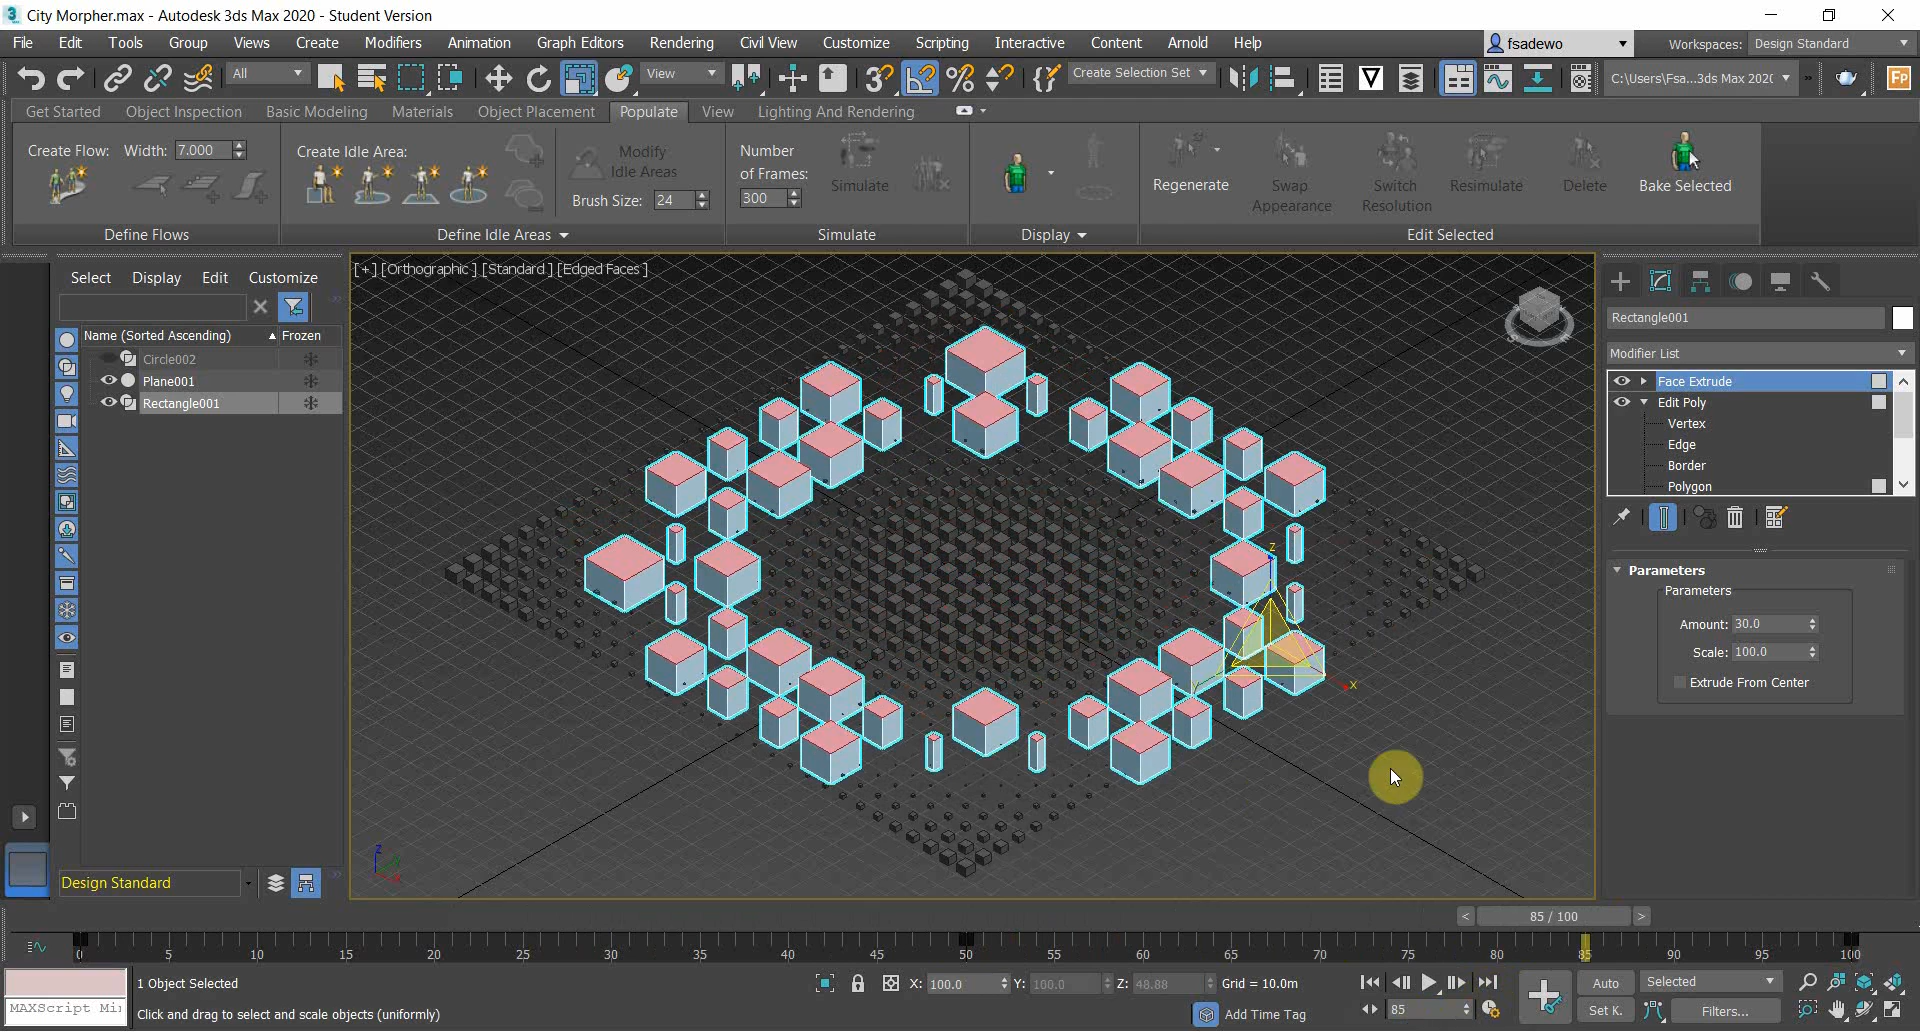 City Morpher.max - Autodesk 3ds Max 2020 - Student Version
File Edit Tools Group Views Create Modifiers Animation Graph Editors Rendering Civil View Customize Scripting Interactive Content Arnold Help
fsadewo
Workspaces: Design Standard
All
View
Create Selection Set
C:\Users\Fsa...3ds Max 202(
Get Started Object Inspection Basic Modeling Materials Object Placement Populate View Lighting And Rendering
Create Flow: Width: 7.000
Define Flows
Create Idle Area:
Modify
Idle Areas
Brush Size: 24
Define Idle Areas
Number
of Frames:
300
Simulate
Simulate
Display
Regenerate
Swap
Appearance
Switch
Resolution
Resimulate
Delete
Bake Selected
Edit Selected
Select Display Edit Customize
Name (Sorted Ascending) Frozen
Circle002
Plane001
Rectangle001
Design Standard
[+] [Orthographic ] [Standard ] [Edged Faces ]
Z
X
Z
Rectangle001
Modifier List
Face Extrude
Edit Poly
Vertex
Edge
Border
Polygon
Parameters
Parameters
Amount: 30.0
Scale: 100.0
Extrude From Center
< 85 / 100 >
0 5 10 15 20 25 30 35 40 45 50 55 60 65 70 75 80 85 90 95 100
1 Object Selected
X: 100.0 Y: 100.0 Z: 48.88 Grid = 10.0m
Auto
Selected
MAXScript Mi
Click and drag to select and scale objects (uniformly)
Add Time Tag
85
Set K.
Filters...